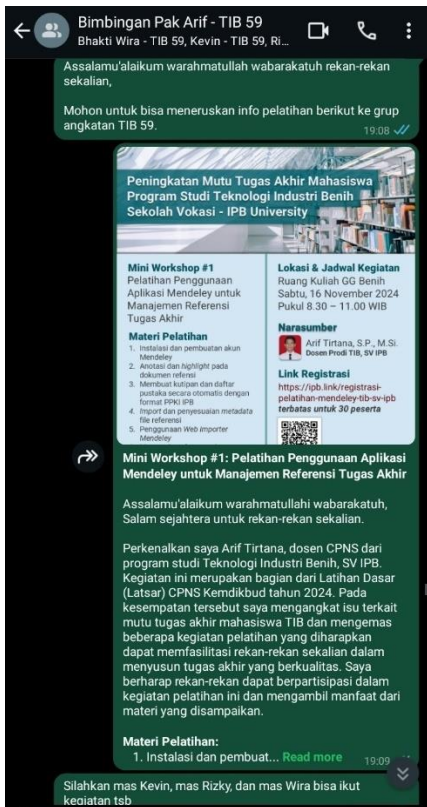 Bimbingan Pak Arif - TIB 59
Bhakti Wira - TIB 59, Kevin - TIB 59, Ri...
Assalamu'alaikum warahmatullah wabarakatuh rekan-rekan
sekalian,
Mohon untuk bisa meneruskan info pelatihan berikut ke grup
angkatan TIB 59.
19:08
Peningkatan Mutu Tugas Akhir Mahasiswa
Program Studi Teknologi Industri Benih
Sekolah Vokasi - IPB University
Mini Workshop #1
Pelatihan Penggunaan
Aplikasi Mendeley untuk
Manajemen Referensi
Tugas Akhir
Materi Pelatihan
1. Instalasi dan pembuatan akun
Mendeley
2. Anotasi dan highlight pada
dokumen refensi
3. Membuat kutipan dan daftar
pustaka secara otomatis dengan
format PPKI IPB
4. Import dan penyesuaian metadata
file referensi
5. Penggunaan Web Importer
Mendeley
Lokasi & Jadwal Kegiatan
Ruang Kuliah GG Benih
Sabtu, 16 November 2024
Pukul 8.30 – 11.00 WIB
Narasumber
Arif Tirtana, S.P., M.Si.
Dosen Prodi TIB, SV IPB
Link Registrasi
https://ipb.link/registrasi-
pelatihan-mendeley-tib-sv-ipb
terbatas untuk 30 peserta
Mini Workshop #1: Pelatihan Penggunaan Aplikasi
Mendeley untuk Manajemen Referensi Tugas Akhir
Assalamu'alaikum warahmatullahi wabarakatuh,
Salam sejahtera untuk rekan-rekan sekalian.
Perkenalkan saya Arif Tirtana, dosen CPNS dari
program studi Teknologi Industri Benih, SV IPB.
Kegiatan ini merupakan bagian dari Latihan Dasar
(Latsar) CPNS Kemdikbud tahun 2024. Pada
kesempatan tersebut saya mengangkat isu terkait
mutu tugas akhir mahasiswa TIB dan mengemas
beberapa kegiatan pelatihan yang diharapkan
dapat memfasilitasi rekan-rekan sekalian dalam
menyusun tugas akhir yang berkualitas. Saya
berharap rekan-rekan dapat berpartisipasi dalam
kegiatan pelatihan ini dan mengambil manfaat dari
materi yang disampaikan.
Materi Pelatihan:
1. Instalasi dan pembuat... Read more
19:09
Silahkan mas Kevin, mas Rizky, dan mas Wira bisa ikut
kegiatan tsb